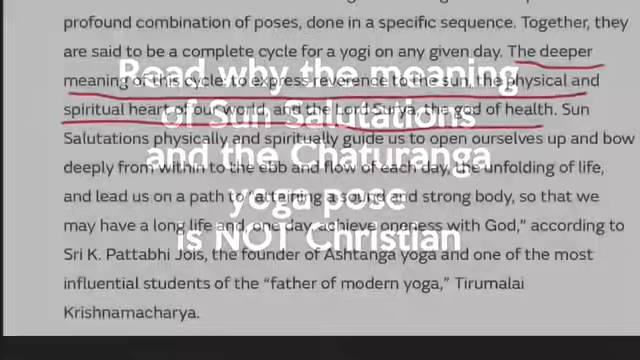 profound combination of poses, done in a specific sequence. Together, they
are said to be a complete cycle for a yogi on any given day. The deeper
meaning of this cycle: to express reverence to the sun, the physical and
spiritual heart of our world, and the Lord Surya, the god of health. Sun
Salutations physically and spiritually guide us to open ourselves up and bow
deeply from within to the ebb and flow of each day, the unfolding of life,
and lead us on a path to "attaining a sound and strong body, so that we
may have a long life and, one day, achieve oneness with God," according to
Sri K. Pattabhi Jois, the founder of Ashtanga yoga and one of the most
influential students of the "father of modern yoga," Tirumalai
Krishnamacharya.
Read why the meaning
of Sun Salutations
and the Chaturanga
yoga pose
is NOT Christian